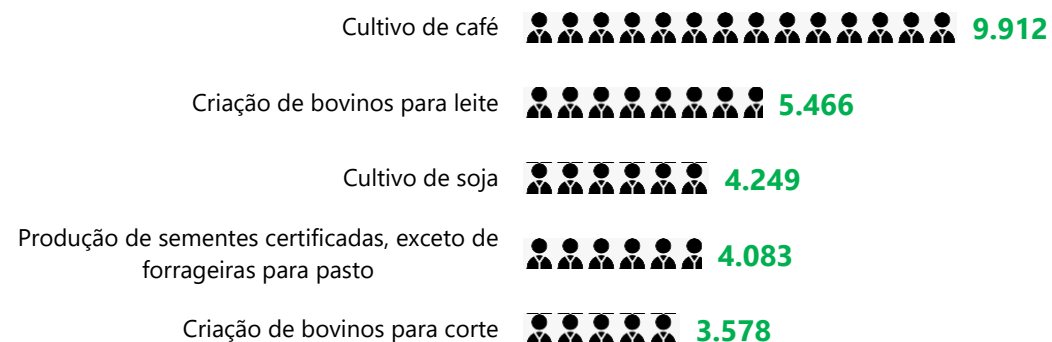 Cultivo de café 9.912
Criação de bovinos para leite 5.466
Cultivo de soja 4.249
Produção de sementes certificadas, exceto de
forrageiras para pasto 4.083
Criação de bovinos para corte 3.578